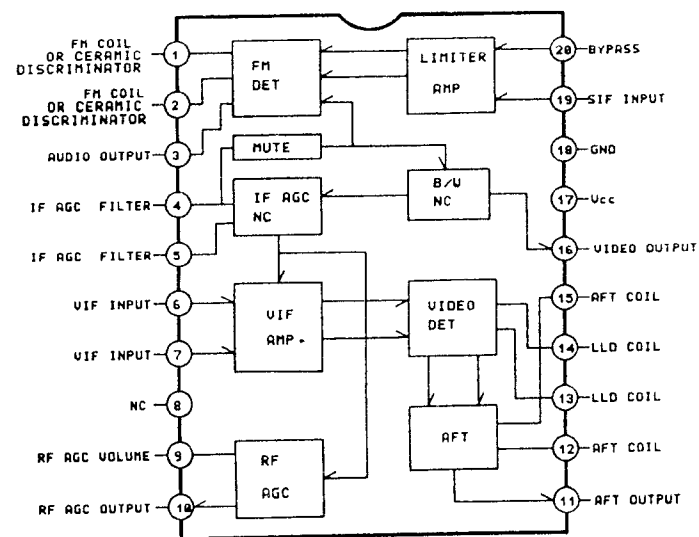 FM COIL
OR CERAMIC
DISCRIMINATOR
1
FM COIL
OR CERAMIC
DISCRIMINATOR
2
AUDIO OUTPUT
3
IF AGC FILTER
4
IF AGC FILTER
5
VIF INPUT
6
VIF INPUT
7
NC
8
RF AGC VOLUME
9
RF AGC OUTPUT
10
FM
DET
LIMITER
AMP
MUTE
IF AGC
NC
B/W
NC
VIF
AMP.
VIDEO
DET
AFT
RF
AGC
20
BYPASS
19
SIF INPUT
18
GND
17
Vcc
16
VIDEO OUTPUT
15
AFT COIL
14
LLD COIL
13
LLD COIL
12
AFT COIL
11
AFT OUTPUT